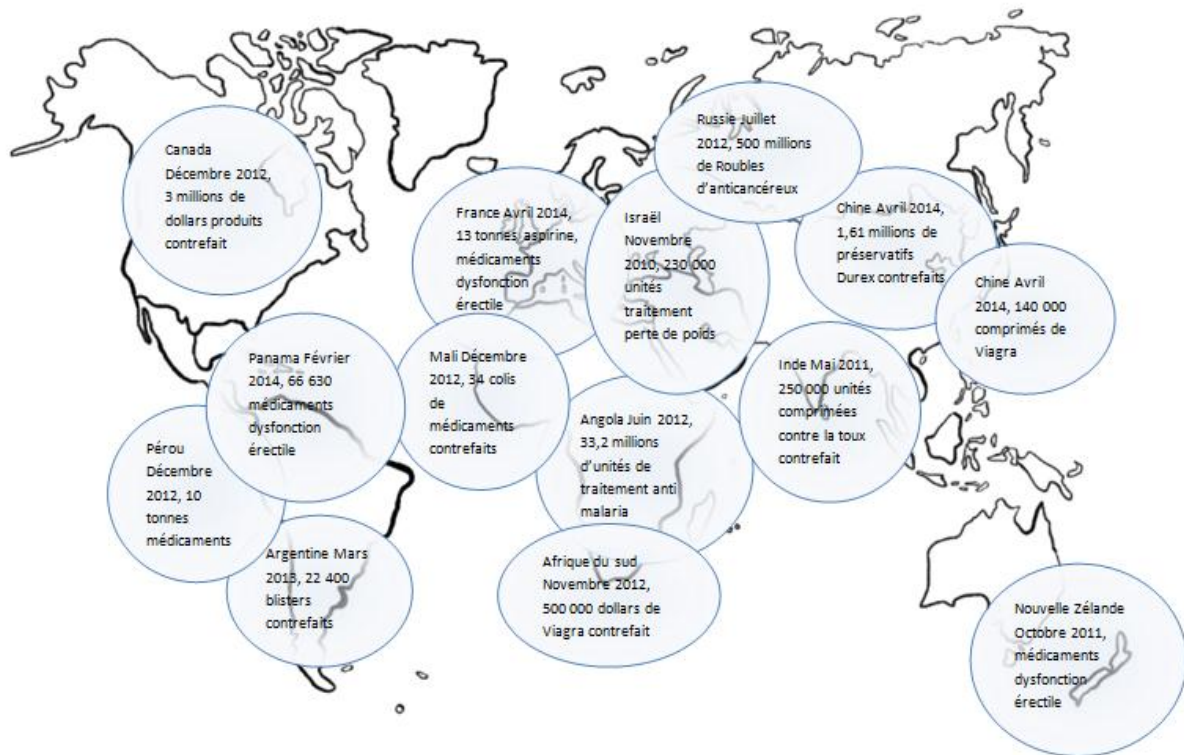 Canada
Décembre 2012,
3 millions de
dollars produits
contrefait
Russie Juillet
2012, 500 millions
de Roubles
d'anticancéreux
France Avril 2014,
13 tonnes, aspirine,
médicaments
dysfonction
érectile
Israël
Novembre
2010, 230 000
unités
traitement
perte de poids
Chine Avril 2014,
1,61 millions de
préservatifs
Durex contrefaits
Chine Avril
2014, 140 000
comprimés de
Viagra
Panama Février
2014, 66 630
médicaments
dysfonction
érectile
Mali Décembre
2012, 34 colis
de
médicaments
contrefaits
Inde Mai 2011,
250 000 unités
comprimées
contre la toux
contrefait
Angola Juin 2012,
33,2 millions
d'unités de
traitement anti
malaria
Pérou
Décembre
2012, 10
tonnes
médicaments
Argentine Mars
2013, 22 400
blisters
contrefaits
Afrique du sud
Novembre 2012,
500 000 dollars de
Viagra contrefait
Nouvelle Zélande
Octobre 2011,
médicaments
dysfonction
érectile